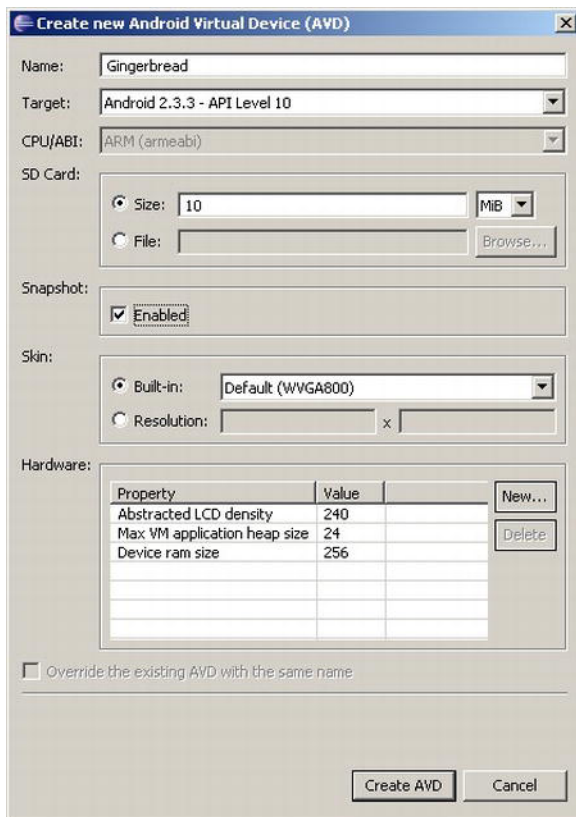 Create new Android Virtual Device (AVD)
Name: Gingerbread
Target: Android 2.3.3 - API Level 10
CPU/ABI: ARM (armeabi)
SD Card:
Size: 10 MiB
File: Browse...
Snapshot:
Enabled
Skin:
Built-in: Default (WVGA800)
Resolution: x
Hardware:
Property Value New...
Abstracted LCD density 240
Max VM application heap size 24 Delete
Device ram size 256
Override the existing AVD with the same name
Create AVD Cancel